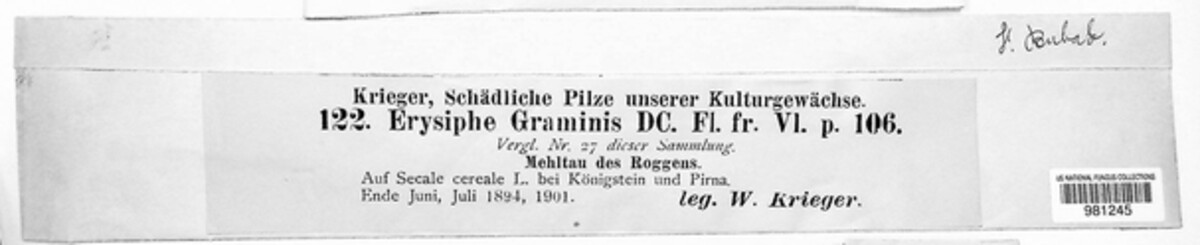 Krieger, Schädliche Pilze unserer Kulturgewächse.
122. Erysiphe Graminis DC. Fl. fr. VI. p. 106.
Vergl. Nr. 27 dieser Sammlung.
Mehltau des Roggens.
Auf Secale cereale L. bei Königstein und Pirna.
Ende Juni, Juli 1894, 1901.
leg. W. Krieger.
US NATIONAL FUNGUS COLLECTIONS
981245